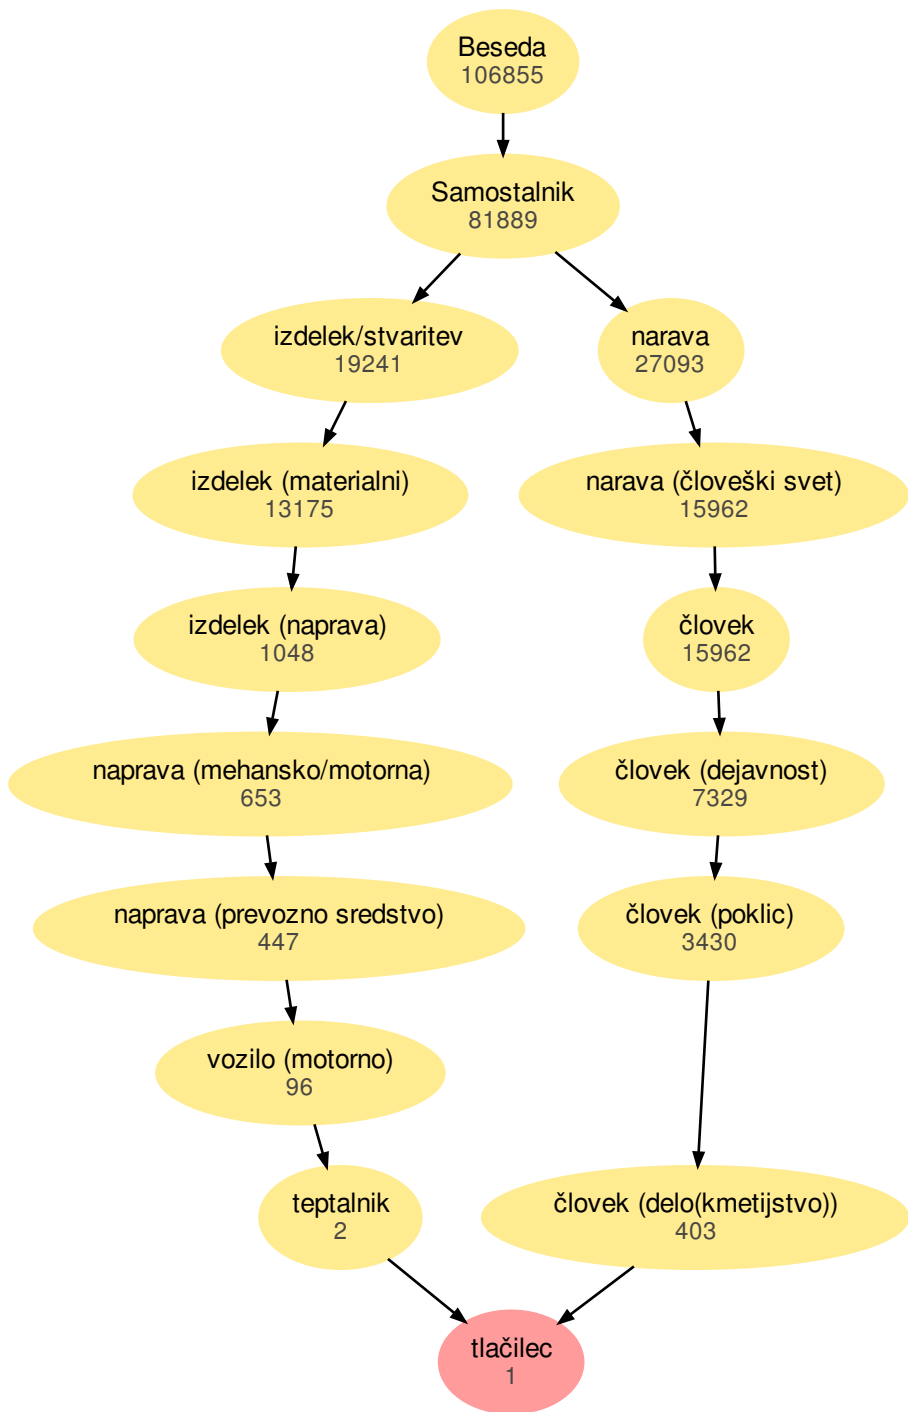 Beseda
106855
Samostalnik
81889
izdelek/stvaritev
19241
narava
27093
izdelek (materialni)
13175
narava (človeški svet)
15962
izdelek (naprava)
1048
človek
15962
naprava (mehansko/motorna)
653
človek (dejavnost)
7329
naprava (prevozno sredstvo)
447
človek (poklic)
3430
vozilo (motorno)
96
teptalnik
2
človek (delo(kmetijstvo))
403
tlačilec
1